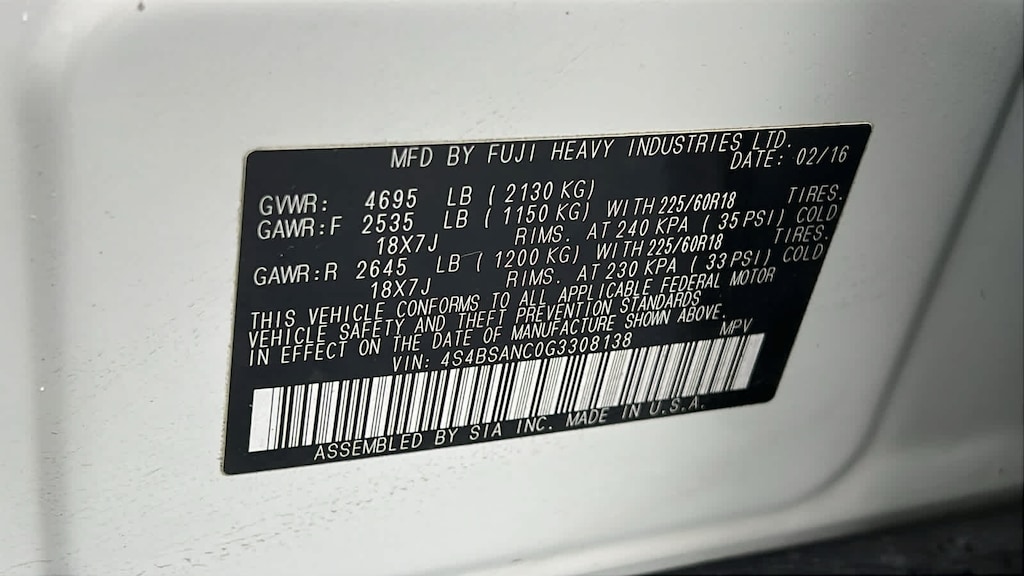 MFD BY FUJI HEAVY INDUSTRIES LTD.
DATE: 02/16
GVWR: 4695 LB ( 2130 KG)
GAWR:F 2535 LB ( 1150 KG) WITH 225/60R18 TIRES.
18X7J RIMS. AT 240 KPA ( 35 PSI) COLD
GAWR:R 2645 LB ( 1200 KG) WITH 225/60R18 TIRES.
18X7J RIMS. AT 230 KPA ( 33 PSI) COLD
THIS VEHICLE CONFORMS TO ALL APPLICABLE FEDERAL MOTOR
VEHICLE SAFETY AND THEFT PREVENTION STANDARDS
IN EFFECT ON THE DATE OF MANUFACTURE SHOWN ABOVE.
VIN: 4S4BSANC0G3308138 MPV
ASSEMBLED BY SIA INC. MADE IN U.S.A.